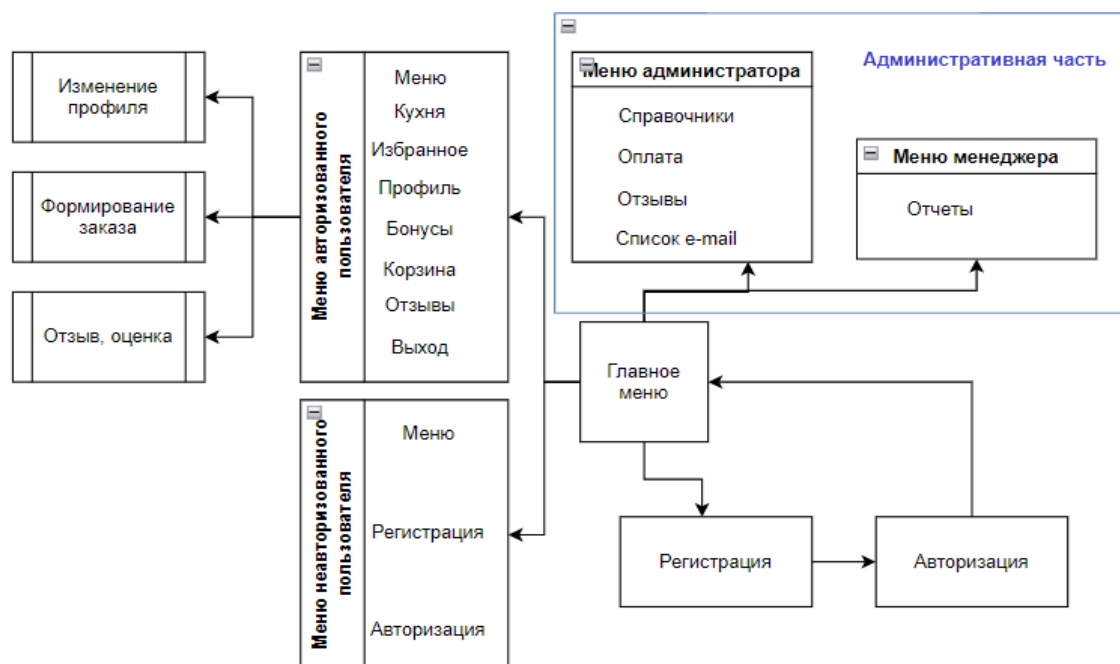 Изменение
профиля
Формирование
заказа
Отзыв, оценка
Меню авторизованного
пользователя
Меню
Кухня
Избранное
Профиль
Бонусы
Корзина
Отзывы
Выход
Меню неавторизованного
пользователя
Меню
Регистрация
Авторизация
Административная часть
Меню администратора
Справочники
Оплата
Отзывы
Список e-mail
Меню менеджера
Отчеты
Главное
меню
Регистрация
Авторизация